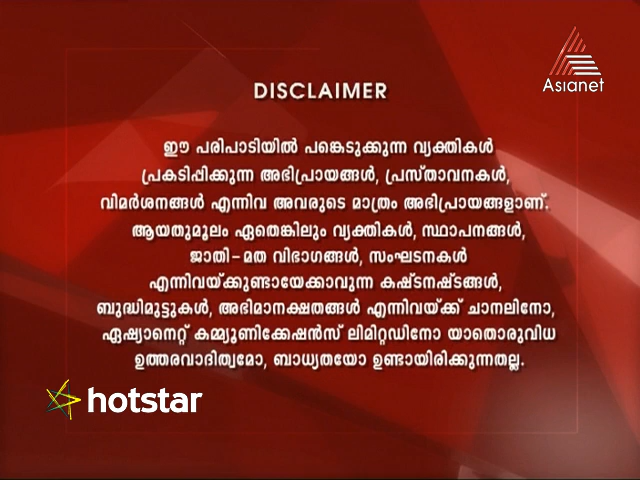 Asianet
DISCLAIMER
ഈ പരിപാടിയിൽ പങ്കെടുക്കുന്ന വ്യക്തികൾ
പ്രകടിപ്പിക്കുന്ന അഭിപ്രായങ്ങൾ, പ്രസ്താവനകൾ,
വിമർശനങ്ങൾ എന്നിവ അവരുടെ മാത്രം അഭിപ്രായങ്ങളാണ്.
ആയതുമൂലം ഏതെങ്കിലും വ്യക്തികൾ, സ്ഥാപനങ്ങൾ,
ജാതി-മത വിഭാഗങ്ങൾ, സംഘടനകൾ
എന്നിവയ്ക്കുണ്ടായേക്കാവുന്ന കഷ്ടനഷ്ടങ്ങൾ,
ബുദ്ധിമുട്ടുകൾ, അഭിമാനക്ഷതങ്ങൾ എന്നിവയ്ക്ക് ചാനലിനോ,
ഏഷ്യാനെറ്റ് കമ്മ്യൂണിക്കേഷൻസ് ലിമിറ്റഡിനോ യാതൊരുവിധ
ഉത്തരവാദിത്വമോ, ബാധ്യതയോ ഉണ്ടായിരിക്കുന്നതല്ല.
hotstar